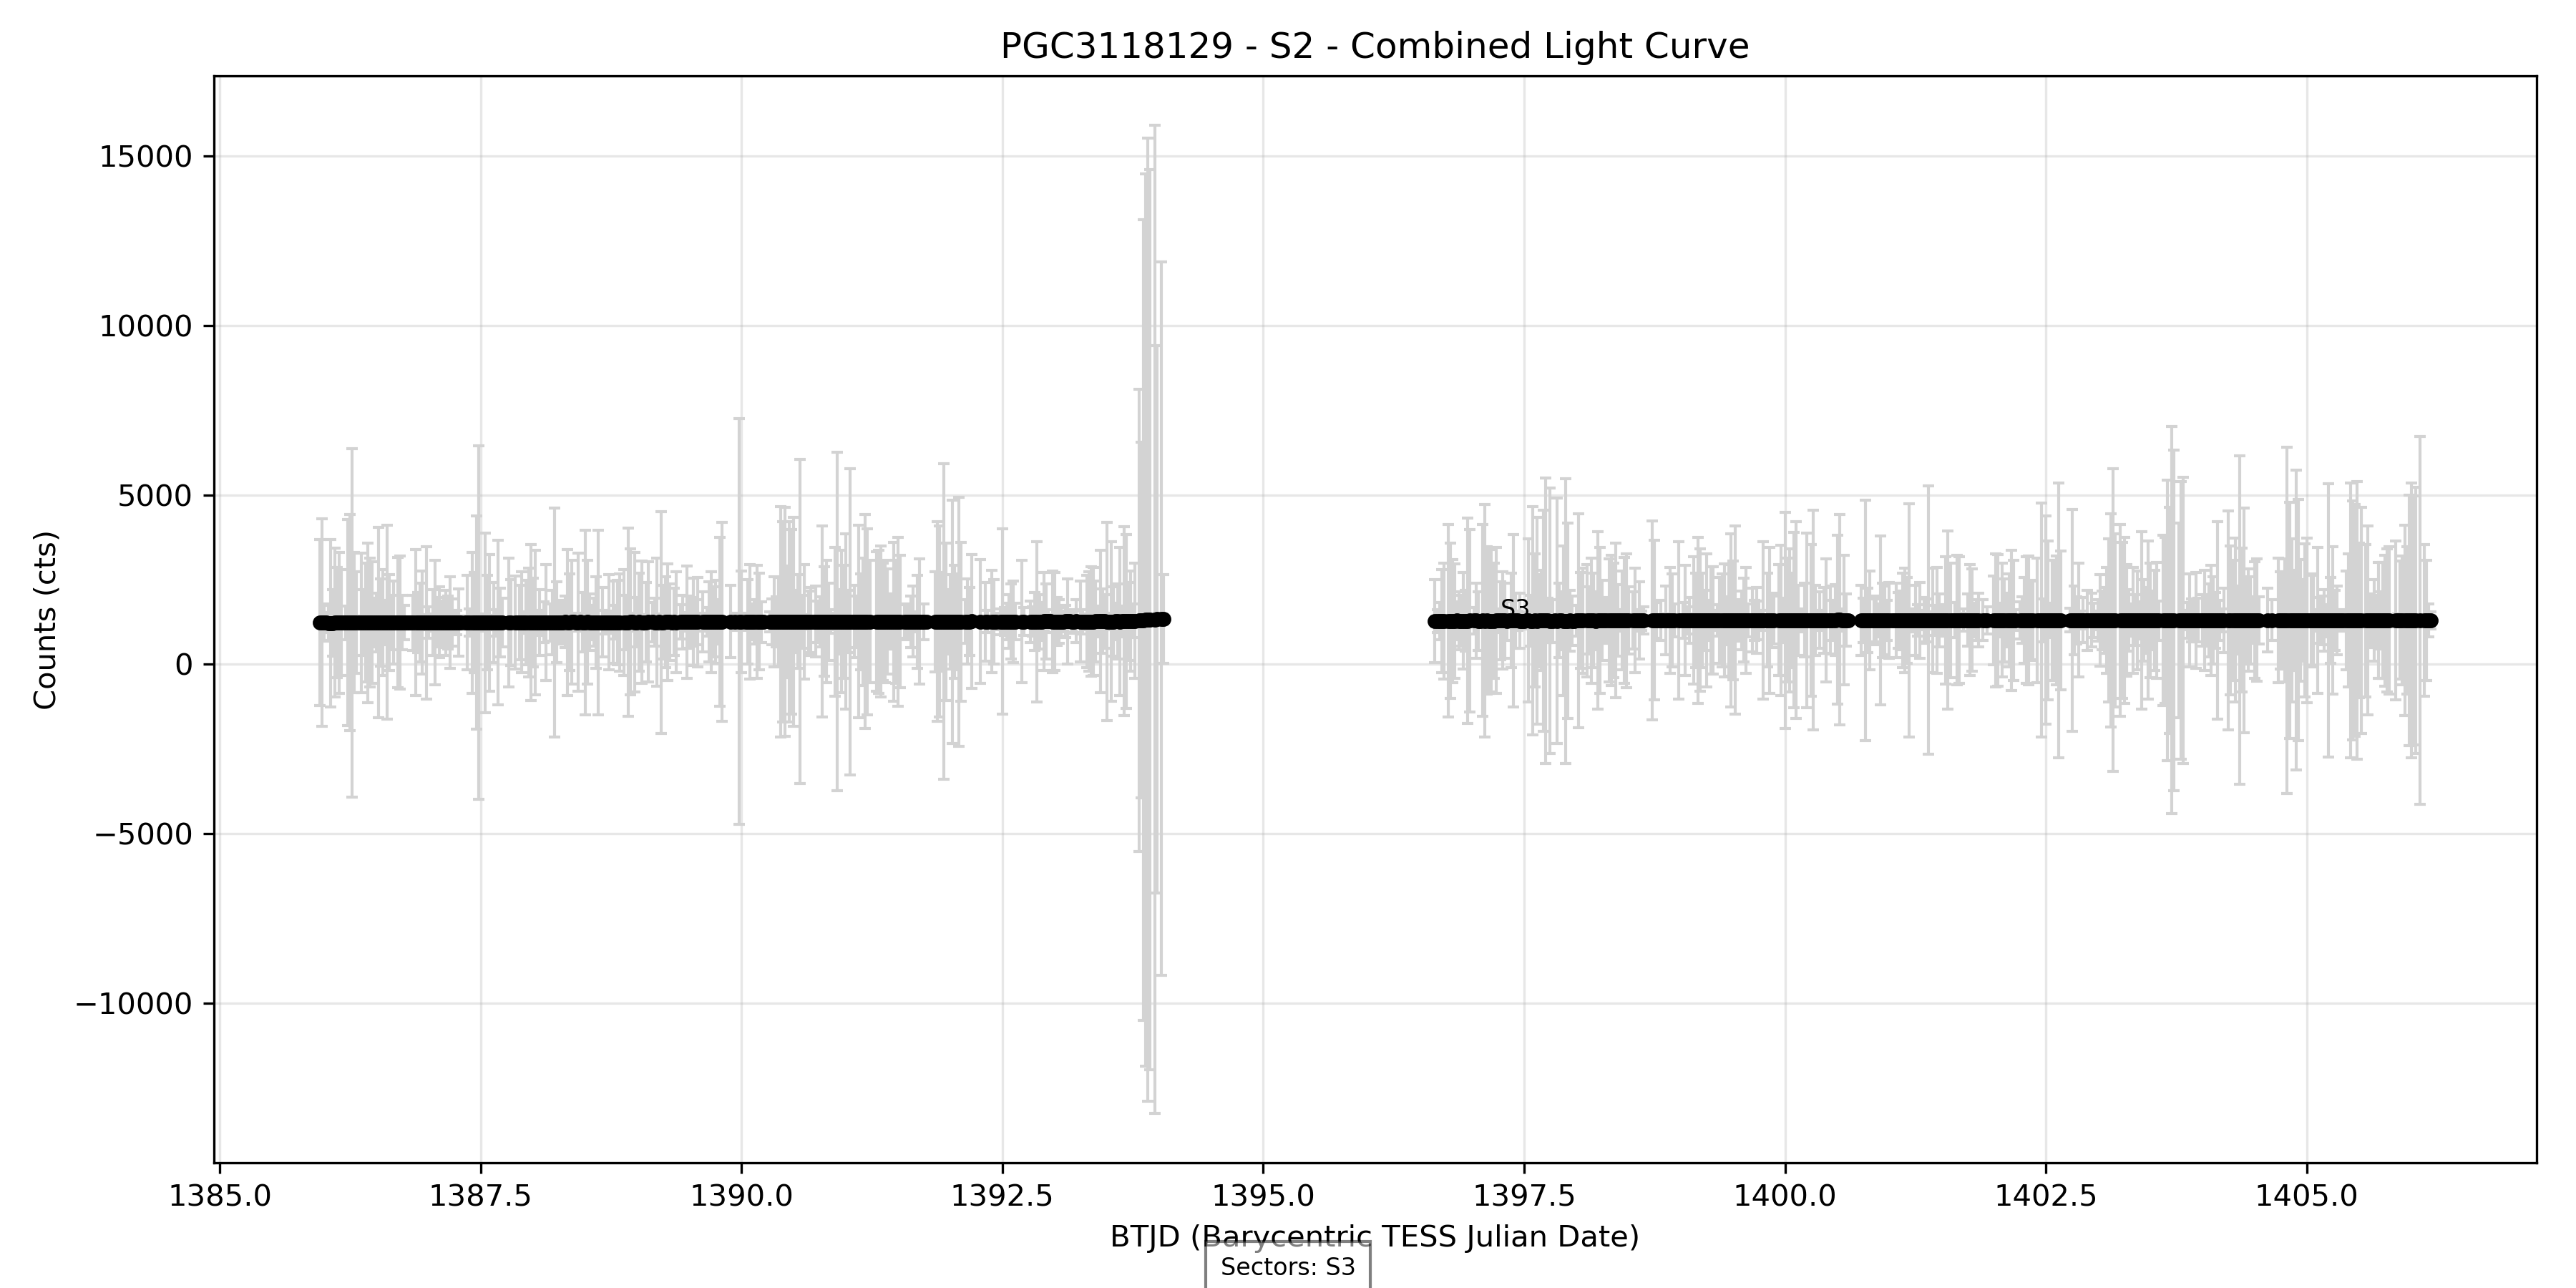 PGC3118129 - S2 - Combined Light Curve
15000
10000
5000
0
−5000
−10000
Counts (cts)
S3
1385.0 1387.5 1390.0 1392.5 1395.0 1397.5 1400.0 1402.5 1405.0
BTJD (Barycentric TESS Julian Date)
Sectors: S3